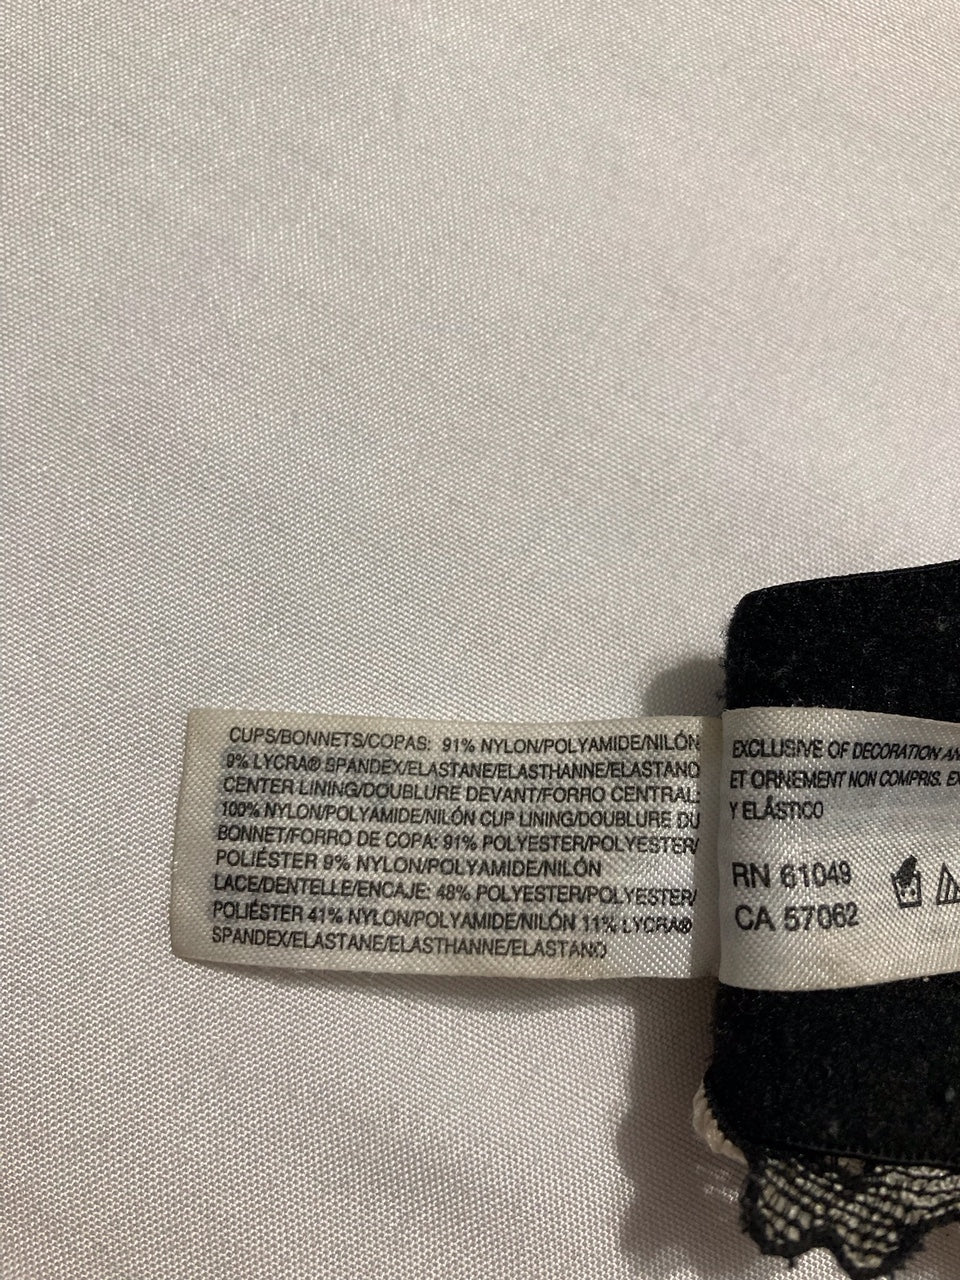 CUPS/BONNETS/COPAS: 91% NYLON/POLYAMIDE/NILÓN
9% LYCRA® SPANDEX/ELASTANE/ELASTHANNE/ELASTANO
CENTER LINING/DOUBLURE DEVANT/FORRO CENTRAL:
100% NYLON/POLYAMIDE/NILÓN CUP LINING/DOUBLURE DU
BONNET/FORRO DE COPA: 91% POLYESTER/POLYESTER/
POLIÉSTER 9% NYLON/POLYAMIDE/NILÓN
LACE/DENTELLE/ENCAJE: 48% POLYESTER/POLYESTER/
POLIÉSTER 41% NYLON/POLYAMIDE/NILÓN 11% LYCRA®
SPANDEX/ELASTANE/ELASTHANNE/ELASTANO
EXCLUSIVE OF DECORATION
ET ORNEMENT NON COMPRIS.
Y ELÁSTICO
RN 61049
CA 57062